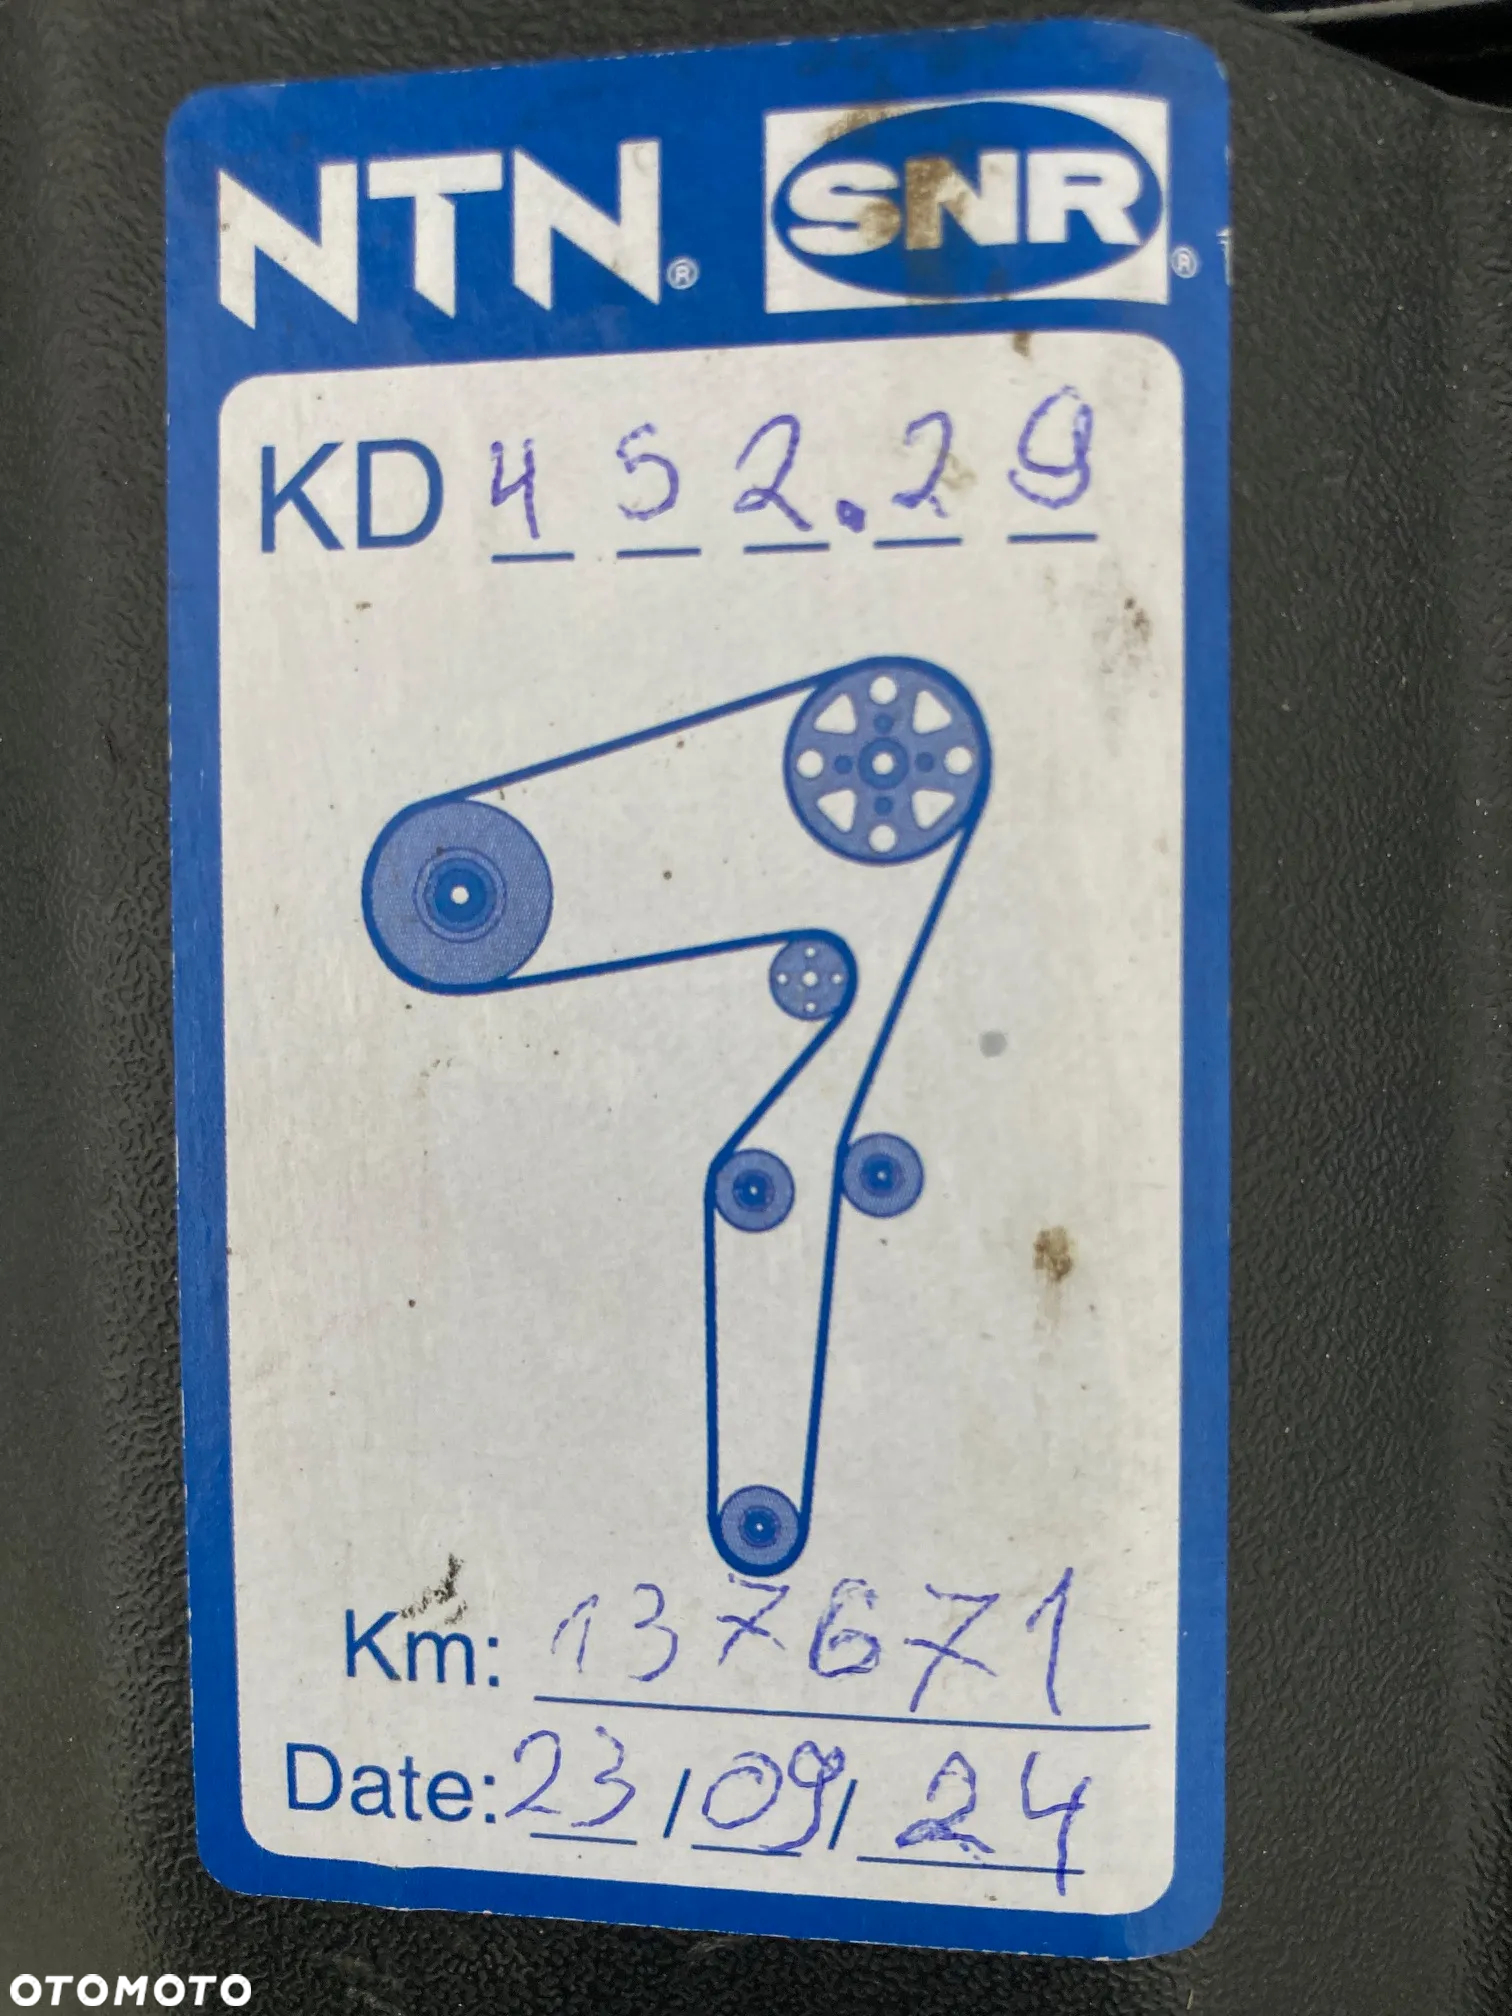 NTN® SNR®
KD 452.29
Km: 137671
Date: 23/09/24
OTOMOTO